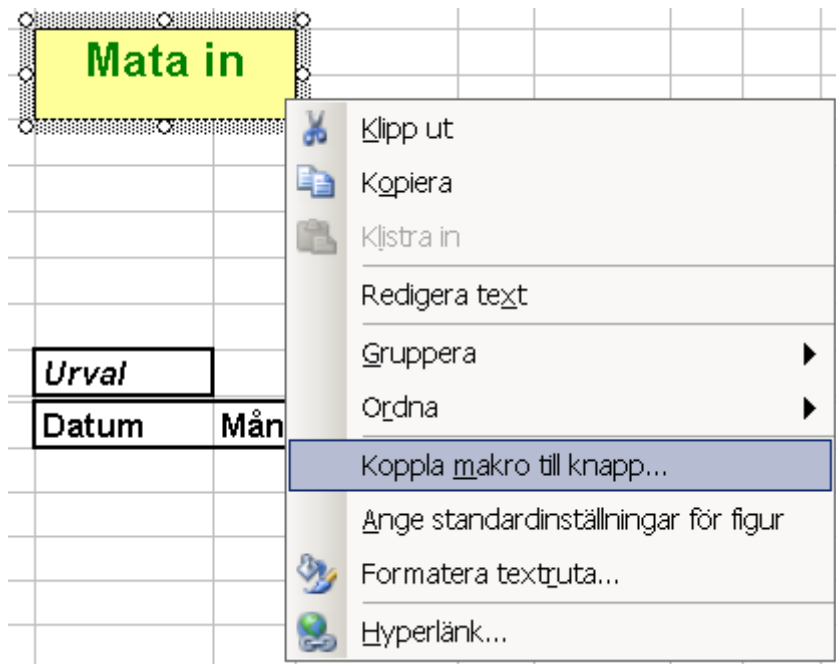 Mata in
Klipp ut
Kopiera
Klistra in
Redigera text
Gruppera
Ordna
Koppla makro till knapp...
Ange standardinställningar för figur
Formatera textruta...
Hyperlänk...
Urval
Datum Mån